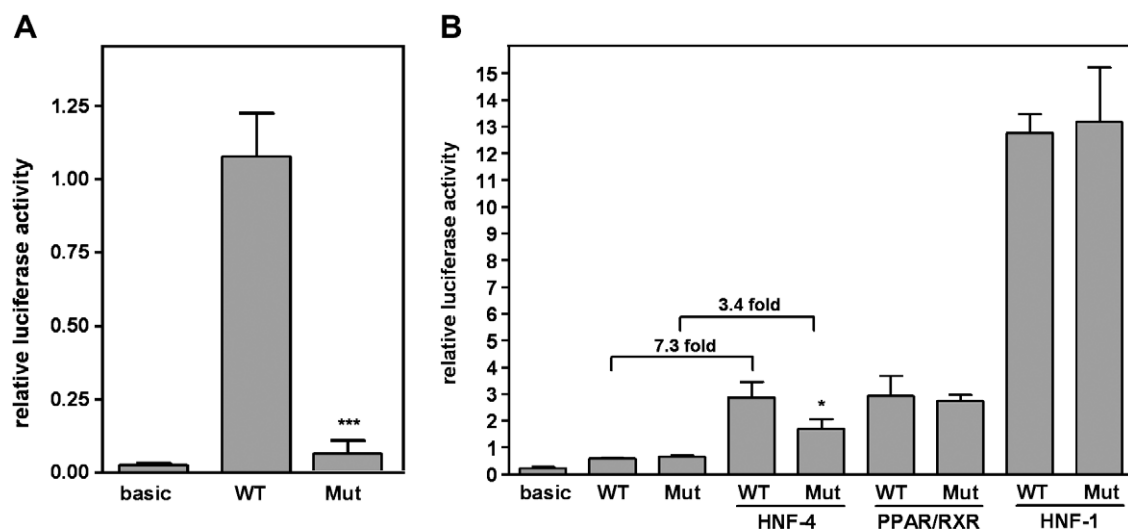 A
relative luciferase activity
1.25
1.00
0.75
0.50
0.25
0.00
***
basic WT Mut
B
relative luciferase activity
15
14
13
12
11
10
9
8
7
6
5
4
3
2
1
0
3.4 fold
7.3 fold
*
basic WT Mut WT Mut WT Mut WT Mut
HNF-4 PPAR/RXR HNF-1